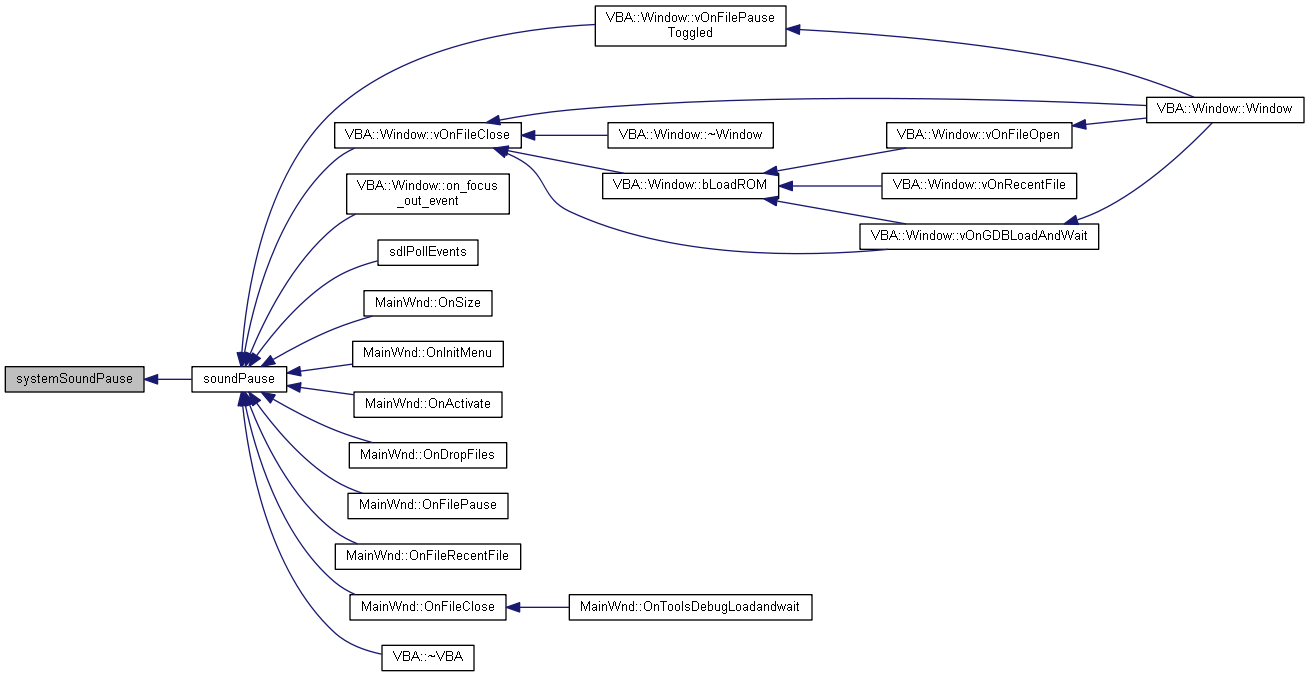 VBA::Window::vOnFilePause
Toggled
VBA::Window::Window
VBA::Window::vOnFileClose
VBA::Window::~Window
VBA::Window::vOnFileOpen
VBA::Window::bLoadROM
VBA::Window::vOnRecentFile
VBA::Window::on_focus
_out_event
VBA::Window::vOnGDBLoadAndWait
sdlPollEvents
MainWnd::OnSize
MainWnd::OnInitMenu
systemSoundPause
soundPause
MainWnd::OnActivate
MainWnd::OnDropFiles
MainWnd::OnFilePause
MainWnd::OnFileRecentFile
MainWnd::OnFileClose
MainWnd::OnToolsDebugLoadandwait
VBA::~VBA